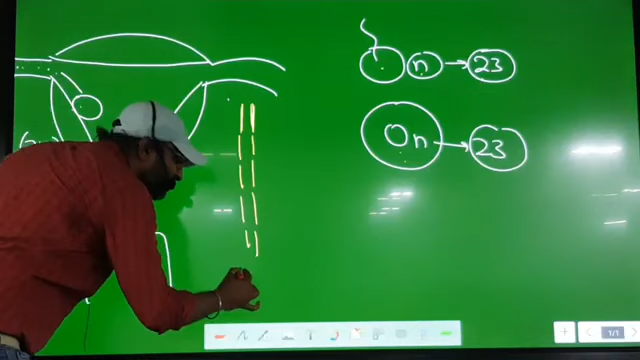 n → 23
n → 23
1/1